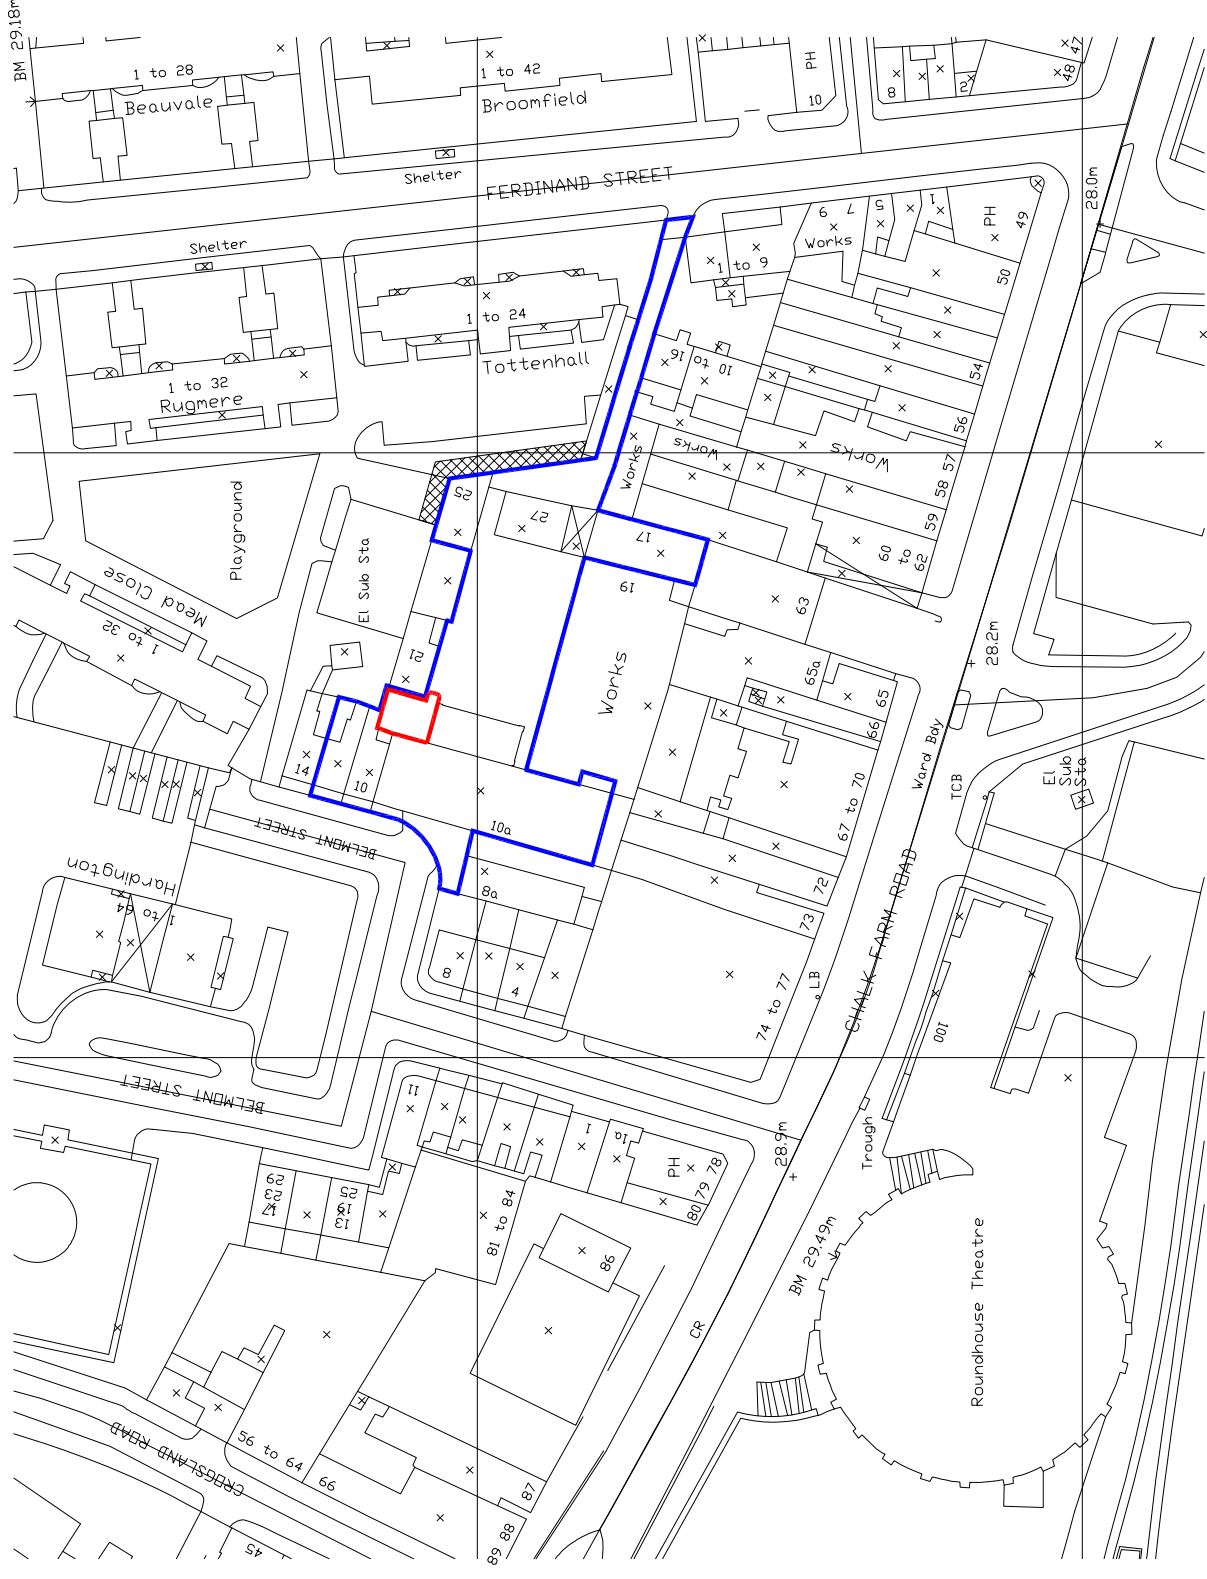 BM 29.18m
1 to 28
Beauvale
1 to 42
Broomfield
PH
10
8
2
48
47
Shelter
FERDINAND STREET
28.0m
Shelter
1 to 9
9
7
5
1
Works
PH
49
50
1 to 24
Tottenhall
1 to 32
Rugmere
10 to 16
54
56
57
58
59
60
to
62
Works
Works
Works
Playground
El Sub Sta
25
27
17
19
Mead Close
1 to 32
21
Works
63
65a
65
66
28.2m
Ward Bdy
TCB
El
Sub
Sta
14
10
10a
67 to 70
BELMONT STREET
8a
72
73
Hardington
1 to 64
8
4
74 to 77
LB
CHALK FARM ROAD
100
BELMONT STREET
11
1
1a
PH
78
79
80
28.9m
Trough
29
23
17
25
19
13
81 to 84
86
BM 29.49m
Roundhouse Theatre
CR
CROGSLAND ROAD
56 to 64
66
87
88
89
45